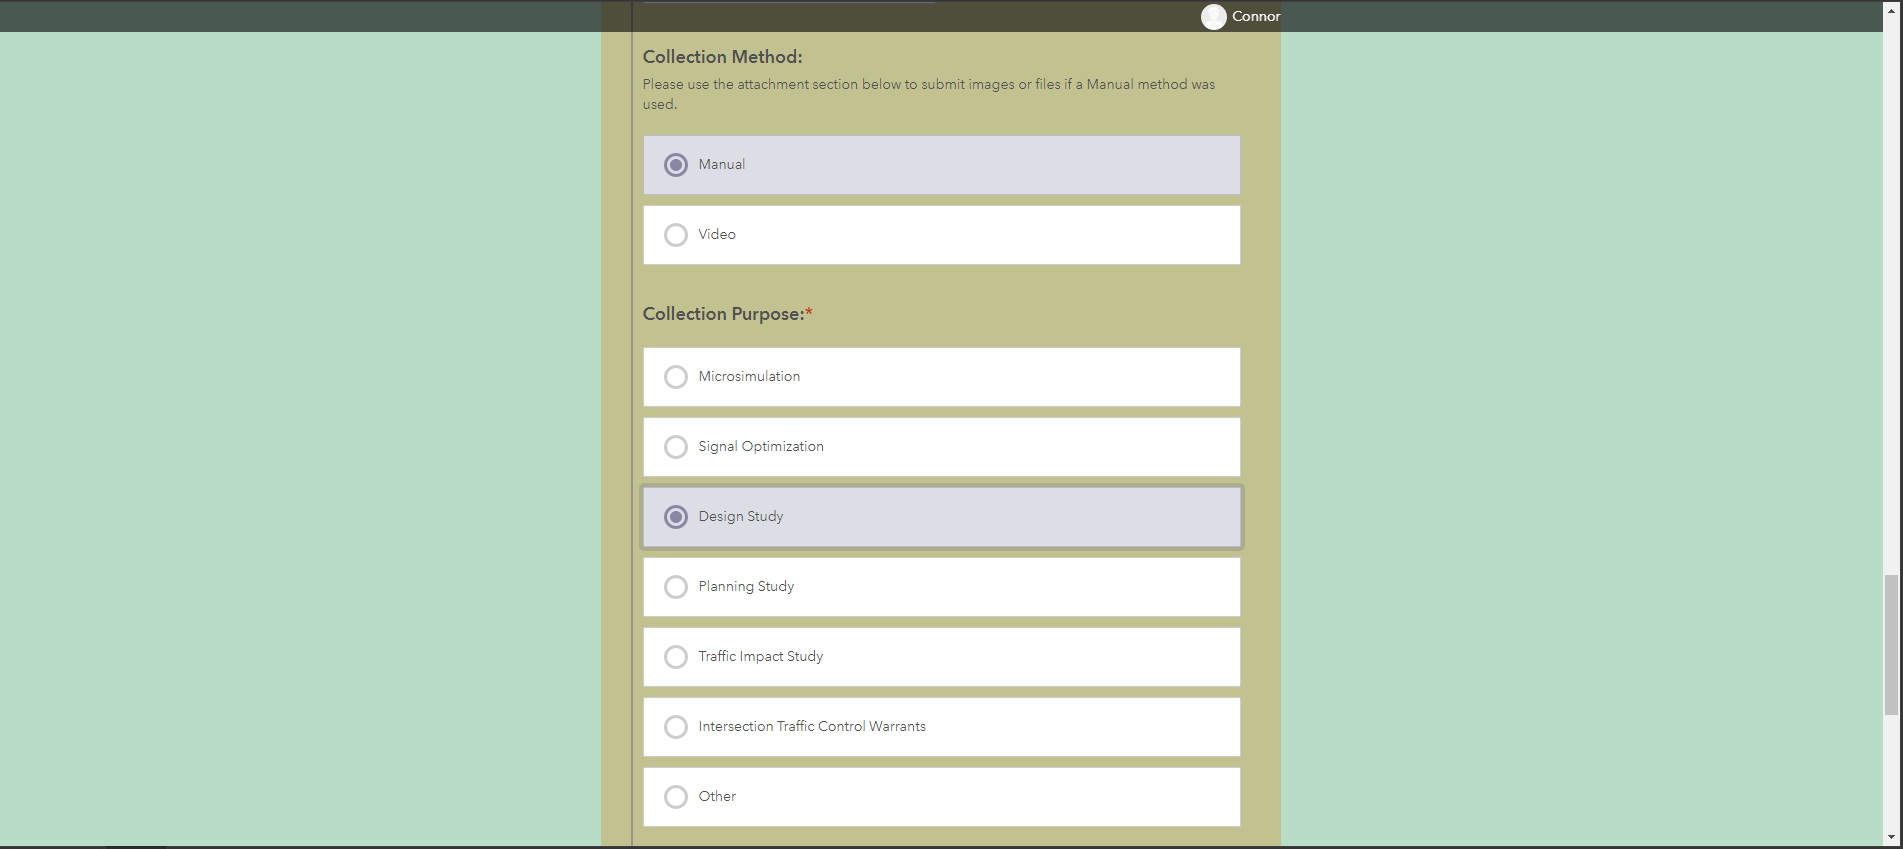 Connor
Collection Method:
Please use the attachment section below to submit images or files if a Manual method was
used.
Manual
Video
Collection Purpose:*
Microsimulation
Signal Optimization
Design Study
Planning Study
Traffic Impact Study
Intersection Traffic Control Warrants
Other